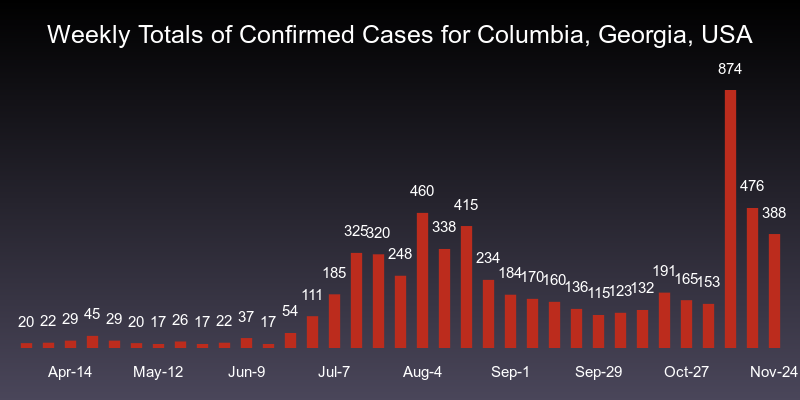 Weekly Totals of Confirmed Cases for Columbia, Georgia, USA
874
476
460
415
388
338
325 320
248
234
185 184 170 160 191 165 153
111 136 115 123 132
54
20 22 29 45 29 20 17 26 17 22 37 17
Apr-14 May-12 Jun-9 Jul-7 Aug-4 Sep-1 Sep-29 Oct-27 Nov-24